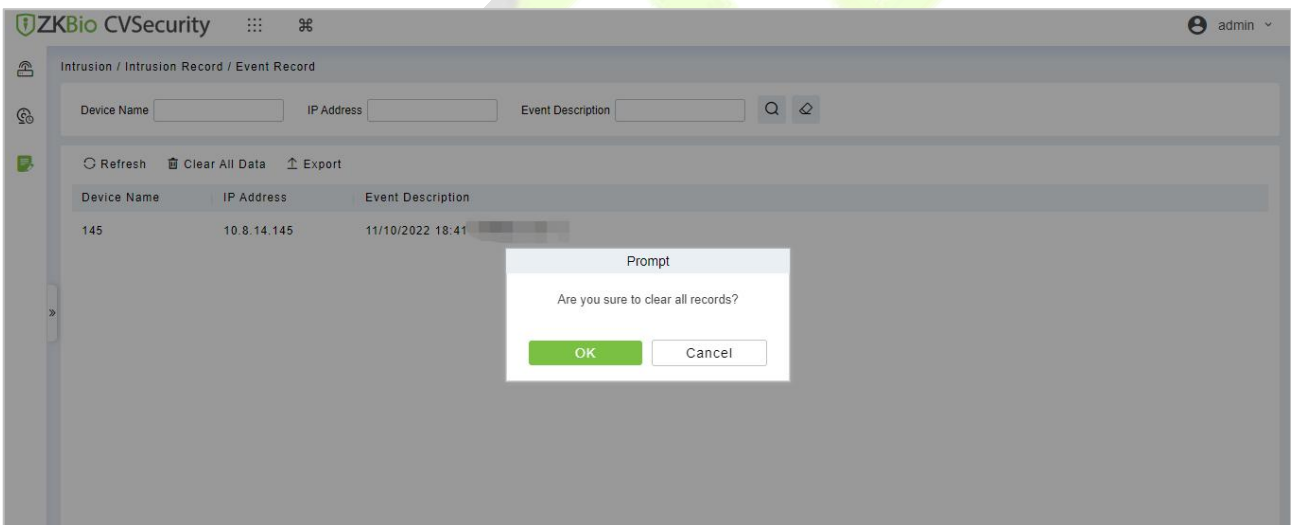 ZKBio CVSecurity admin
Intrusion / Intrusion Record / Event Record
Device Name IP Address Event Description
Refresh Clear All Data Export
Device Name IP Address Event Description
145 10.8.14.145 11/10/2022 18:41
Prompt
Are you sure to clear all records?
OK Cancel